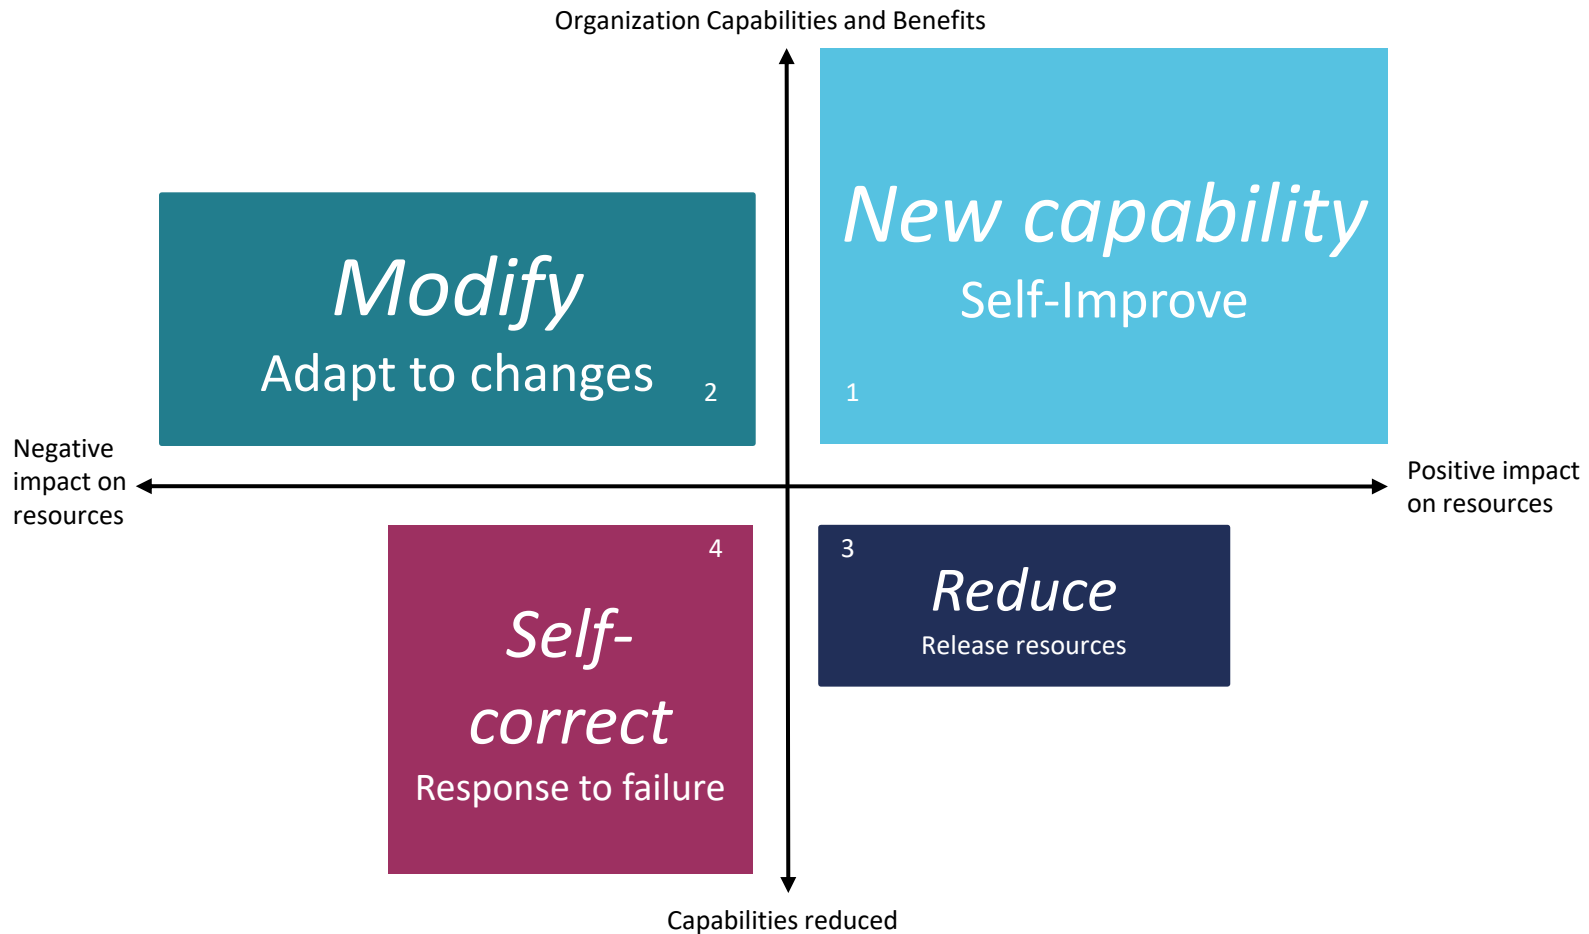 Organization Capabilities and Benefits
Modify
Adapt to changes
2
New capability
Self-Improve
1
Negative
impact on
resources
Positive impact
on resources
4
Self-
correct
Response to failure
3
Reduce
Release resources
Capabilities reduced